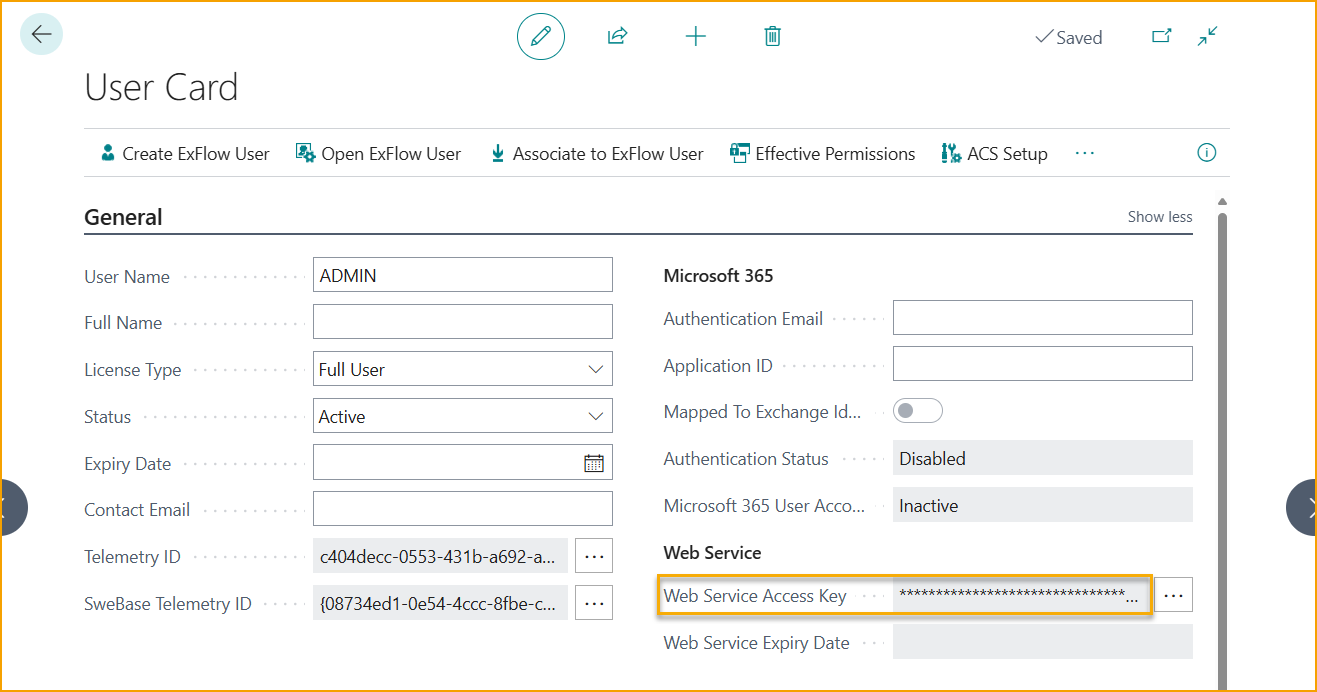 Saved
User Card
Create ExFlow User
Open ExFlow User
Associate to ExFlow User
Effective Permissions
ACS Setup
...
General
Show less
User Name
ADMIN
Full Name
License Type
Full User
Status
Active
Expiry Date
Contact Email
Telemetry ID
c404decc-0553-431b-a692-a...
...
SweBase Telemetry ID
{08734ed1-0e54-4ccc-8fbe-c...
...
Microsoft 365
Authentication Email
Application ID
Mapped To Exchange Id...
Authentication Status
Disabled
Microsoft 365 User Acco...
Inactive
Web Service
Web Service Access Key
********************************...
...
Web Service Expiry Date